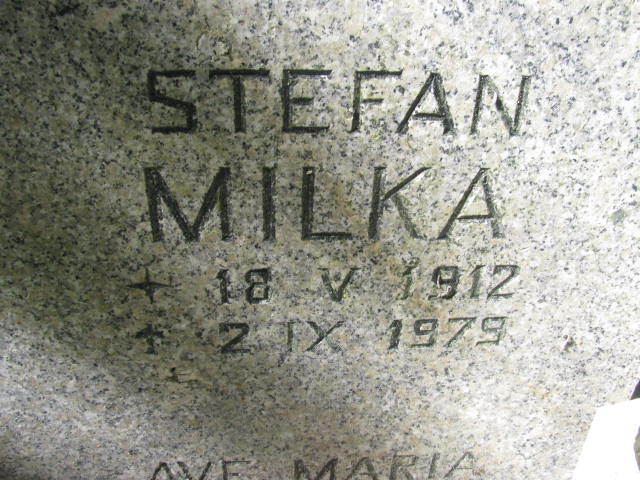 STEFAN
MILKA
18 V 1912
2 IX 1979
AVE MARIA